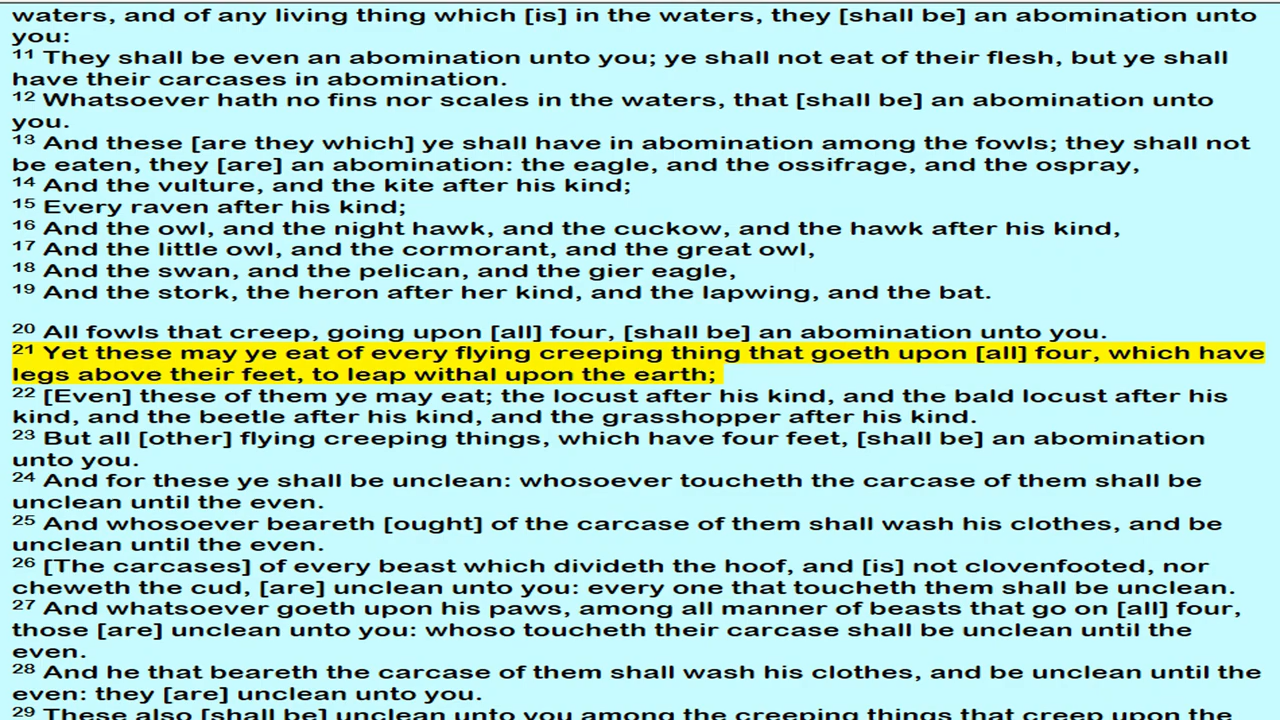 waters, and of any living thing which [is] in the waters, they [shall be] an abomination unto
you:
11 They shall be even an abomination unto you; ye shall not eat of their flesh, but ye shall
have their carcases in abomination.
12 Whatsoever hath no fins nor scales in the waters, that [shall be] an abomination unto
you.
13 And these [are they which] ye shall have in abomination among the fowls; they shall not
be eaten, they [are] an abomination: the eagle, and the ossifrage, and the ospray,
14 And the vulture, and the kite after his kind;
15 Every raven after his kind;
16 And the owl, and the night hawk, and the cuckow, and the hawk after his kind,
17 And the little owl, and the cormorant, and the great owl,
18 And the swan, and the pelican, and the gier eagle,
19 And the stork, the heron after her kind, and the lapwing, and the bat.
20 All fowls that creep, going upon [all] four, [shall be] an abomination unto you.
21 Yet these may ye eat of every flying creeping thing that goeth upon [all] four, which have
legs above their feet, to leap withal upon the earth;
22 [Even] these of them ye may eat; the locust after his kind, and the bald locust after his
kind, and the beetle after his kind, and the grasshopper after his kind.
23 But all [other] flying creeping things, which have four feet, [shall be] an abomination
unto you.
24 And for these ye shall be unclean: whosoever toucheth the carcase of them shall be
unclean until the even.
25 And whosoever beareth [ought] of the carcase of them shall wash his clothes, and be
unclean until the even.
26 [The carcases] of every beast which divideth the hoof, and [is] not clovenfooted, nor
cheweth the cud, [are] unclean unto you: every one that toucheth them shall be unclean.
27 And whatsoever goeth upon his paws, among all manner of beasts that go on [all] four,
those [are] unclean unto you: whoso toucheth their carcase shall be unclean until the
even.
28 And he that beareth the carcase of them shall wash his clothes, and be unclean until the
even: they [are] unclean unto you.
29 These also [shall be] unclean unto you among the creeping things that creep upon the